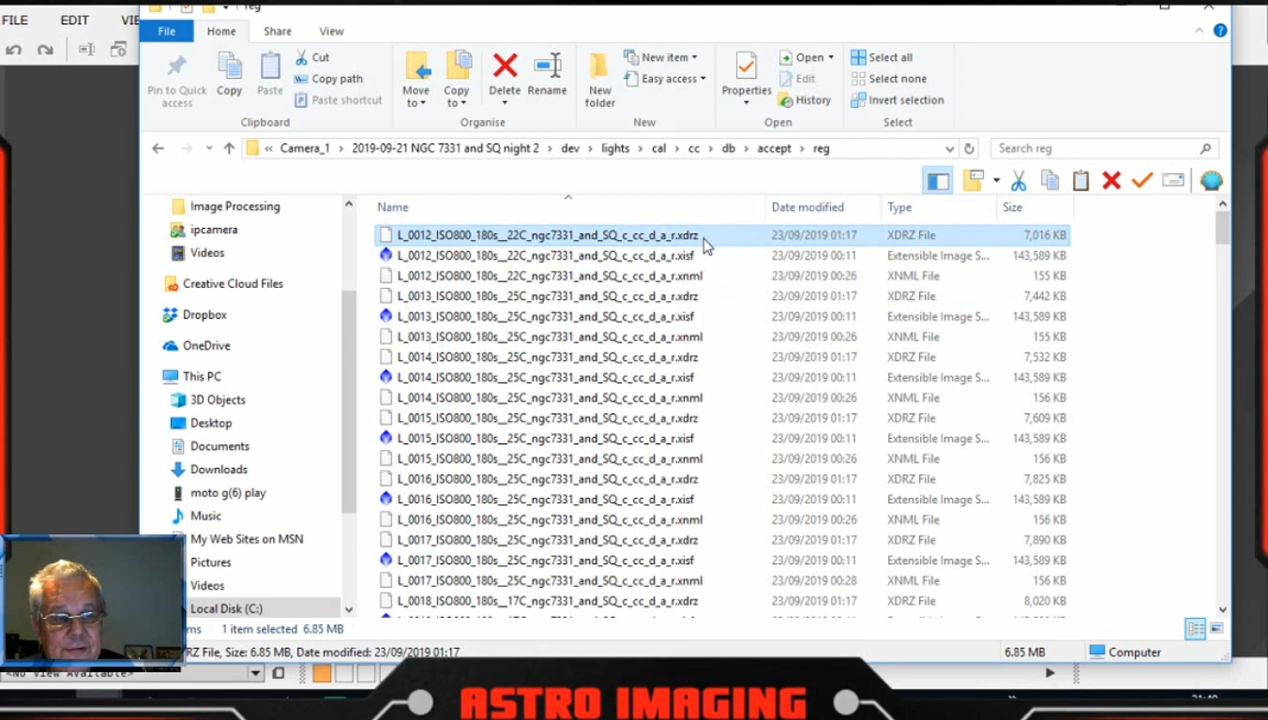 FILE EDIT VI
reg
File Home Share View
Pin to Quick access
Copy
Paste
Cut
Copy path
Paste shortcut
Clipboard
Move to
Copy to
Delete
Rename
Organise
New folder
New item
Easy access
New
Properties
Open
Edit
History
Open
Select all
Select none
Invert selection
Select
« Camera_1 › 2019-09-21 NGC 7331 and SQ night 2 › dev › lights › cal › cc › db › accept › reg
Search reg
Name Date modified Type Size
L_0012_ISO800_180s__22C_ngc7331_and_SQ_c_cc_d_a_r.xdrz 23/09/2019 01:17 XDRZ File 7,016 KB
L_0012_ISO800_180s__22C_ngc7331_and_SQ_c_cc_d_a_r.xisf 23/09/2019 00:11 Extensible Image S... 143,589 KB
L_0012_ISO800_180s__22C_ngc7331_and_SQ_c_cc_d_a_r.xnml 23/09/2019 00:26 XNML File 155 KB
L_0013_ISO800_180s__25C_ngc7331_and_SQ_c_cc_d_a_r.xdrz 23/09/2019 01:17 XDRZ File 7,442 KB
L_0013_ISO800_180s__25C_ngc7331_and_SQ_c_cc_d_a_r.xisf 23/09/2019 00:11 Extensible Image S... 143,589 KB
L_0013_ISO800_180s__25C_ngc7331_and_SQ_c_cc_d_a_r.xnml 23/09/2019 00:26 XNML File 155 KB
L_0014_ISO800_180s__25C_ngc7331_and_SQ_c_cc_d_a_r.xdrz 23/09/2019 01:17 XDRZ File 7,532 KB
L_0014_ISO800_180s__25C_ngc7331_and_SQ_c_cc_d_a_r.xisf 23/09/2019 00:11 Extensible Image S... 143,589 KB
L_0014_ISO800_180s__25C_ngc7331_and_SQ_c_cc_d_a_r.xnml 23/09/2019 00:26 XNML File 156 KB
L_0015_ISO800_180s__25C_ngc7331_and_SQ_c_cc_d_a_r.xdrz 23/09/2019 01:17 XDRZ File 7,609 KB
L_0015_ISO800_180s__25C_ngc7331_and_SQ_c_cc_d_a_r.xisf 23/09/2019 00:11 Extensible Image S... 143,589 KB
L_0015_ISO800_180s__25C_ngc7331_and_SQ_c_cc_d_a_r.xnml 23/09/2019 00:26 XNML File 156 KB
L_0016_ISO800_180s__25C_ngc7331_and_SQ_c_cc_d_a_r.xdrz 23/09/2019 01:17 XDRZ File 7,825 KB
L_0016_ISO800_180s__25C_ngc7331_and_SQ_c_cc_d_a_r.xisf 23/09/2019 00:11 Extensible Image S... 143,589 KB
L_0016_ISO800_180s__25C_ngc7331_and_SQ_c_cc_d_a_r.xnml 23/09/2019 00:26 XNML File 156 KB
L_0017_ISO800_180s__25C_ngc7331_and_SQ_c_cc_d_a_r.xdrz 23/09/2019 01:17 XDRZ File 7,890 KB
L_0017_ISO800_180s__25C_ngc7331_and_SQ_c_cc_d_a_r.xisf 23/09/2019 00:11 Extensible Image S... 143,589 KB
L_0017_ISO800_180s__25C_ngc7331_and_SQ_c_cc_d_a_r.xnml 23/09/2019 00:28 XNML File 156 KB
L_0018_ISO800_180s__17C_ngc7331_and_SQ_c_cc_d_a_r.xdrz 23/09/2019 01:17 XDRZ File 8,020 KB
Image Processing
ipcamera
Videos
Creative Cloud Files
Dropbox
OneDrive
This PC
3D Objects
Desktop
Documents
Downloads
moto g(6) play
Music
My Web Sites on MSN
Pictures
Videos
Local Disk (C:)
ms 1 item selected 6.85 MB
RZ File, Size: 6.85 MB, Date modified: 23/09/2019 01:17 6.85 MB Computer
ASTRO IMAGING